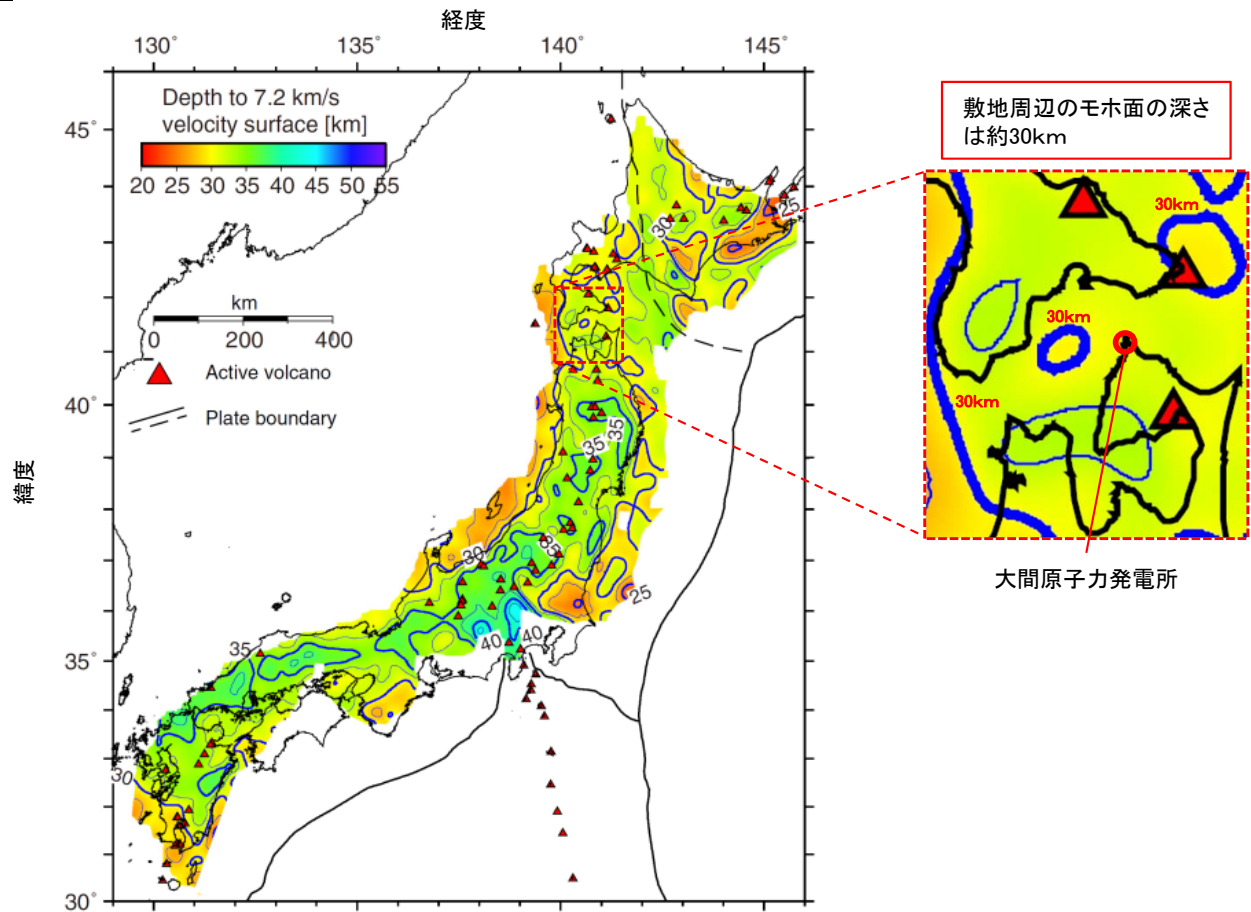 経度
130°
135°
140°
145°
Depth to 7.2 km/s
velocity surface [km]
20 25 30 35 40 45 50 55
km
0 200 400
Active volcano
Plate boundary
緯度
45°
40°
35°
30°
25
30
35
35
35
30
25
40
40
35
30
敷地周辺のモホ面の深さ
は約30km
30km
30km
30km
大間原子力発電所